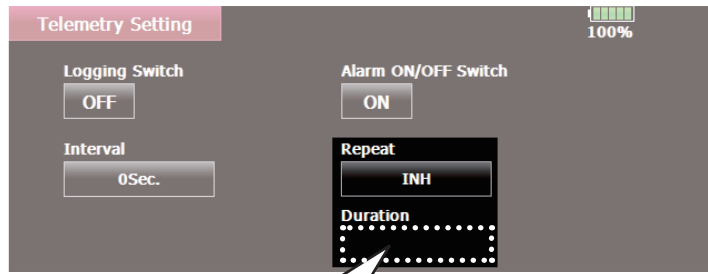 Telemetry Setting
100%
Logging Switch
OFF
Alarm ON/OFF Switch
ON
Interval
0Sec.
Repeat
INH
Duration